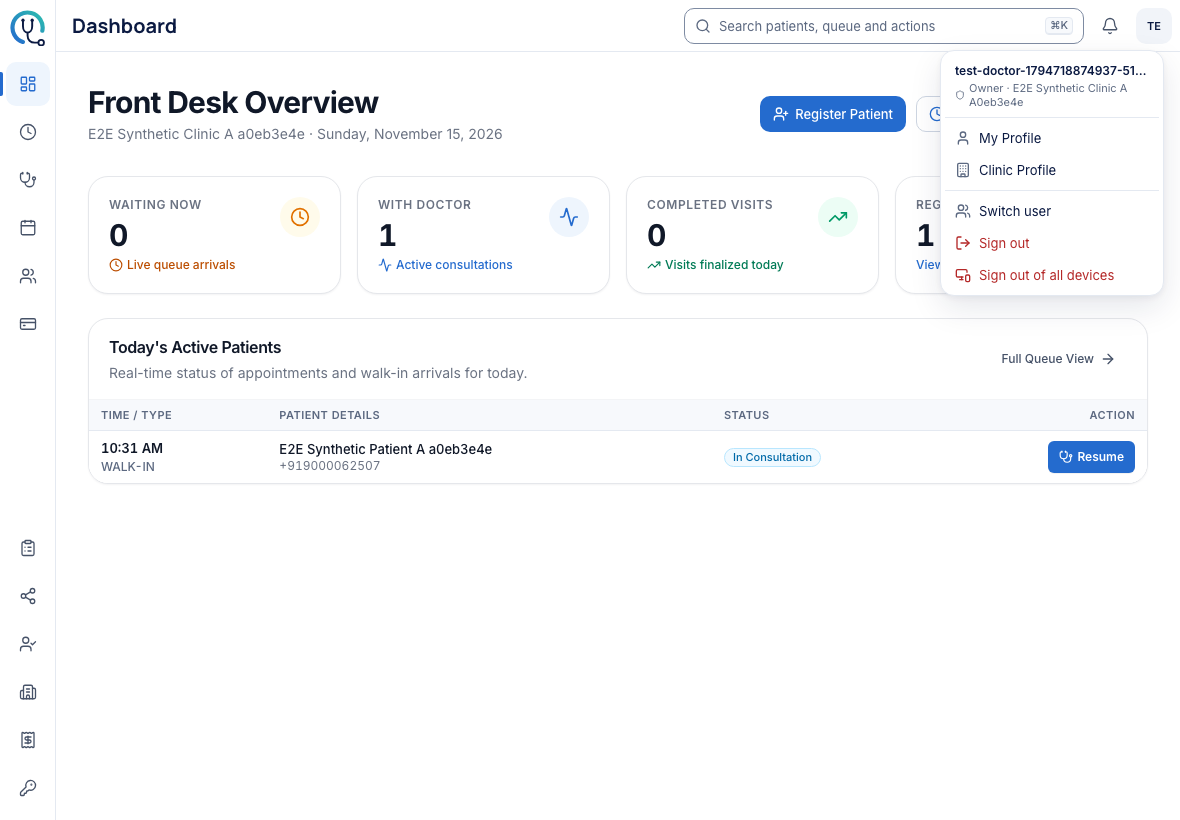 Dashboard
Search patients, queue and actions
⌘K
TE
test-doctor-1794718874937-51...
Owner · E2E Synthetic Clinic A
A0eb3e4e
My Profile
Clinic Profile
Switch user
Sign out
Sign out of all devices
Front Desk Overview
E2E Synthetic Clinic A a0eb3e4e · Sunday, November 15, 2026
Register Patient
WAITING NOW
0
Live queue arrivals
WITH DOCTOR
1
Active consultations
COMPLETED VISITS
0
Visits finalized today
REG
1
View
Today's Active Patients
Real-time status of appointments and walk-in arrivals for today.
Full Queue View
TIME / TYPE PATIENT DETAILS STATUS ACTION
10:31 AM
WALK-IN
E2E Synthetic Patient A a0eb3e4e
+919000062507
In Consultation
Resume